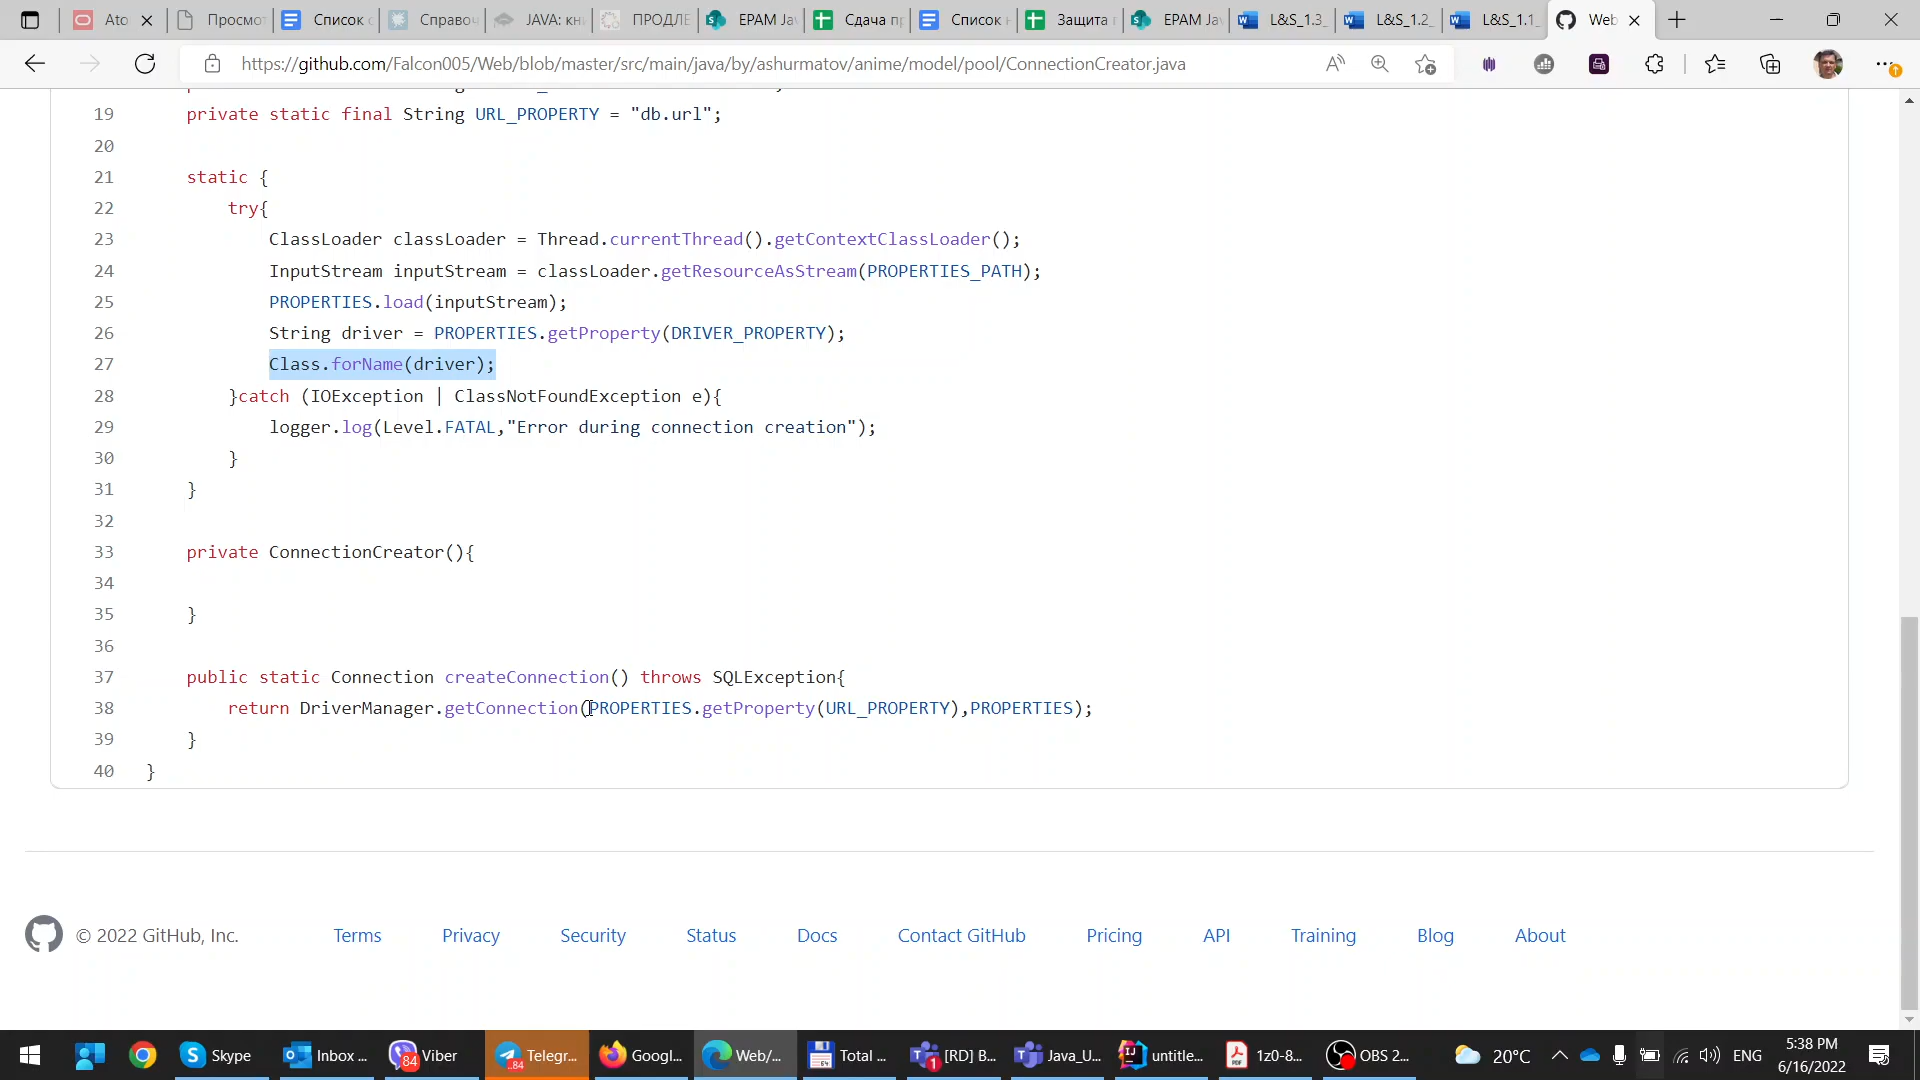 Ato
Просмот
Список с
Справоч
JAVA: кн
ПРОДЛЕ
EPAM Ja
Сдача п
Список н
Защита
EPAM Ja
L&S_1.3_
L&S_1.2_
L&S_1.1_
Web
https://github.com/Falcon005/Web/blob/master/src/main/java/by/ashurmatov/anime/model/pool/ConnectionCreator.java
19 private static final String URL_PROPERTY = "db.url";
20
21 static {
22 try{
23 ClassLoader classLoader = Thread.currentThread().getContextClassLoader();
24 InputStream inputStream = classLoader.getResourceAsStream(PROPERTIES_PATH);
25 PROPERTIES.load(inputStream);
26 String driver = PROPERTIES.getProperty(DRIVER_PROPERTY);
27 Class.forName(driver);
28 }catch (IOException | ClassNotFoundException e){
29 logger.log(Level.FATAL,"Error during connection creation");
30 }
31 }
32
33 private ConnectionCreator(){
34
35 }
36
37 public static Connection createConnection() throws SQLException{
38 return DriverManager.getConnection(PROPERTIES.getProperty(URL_PROPERTY),PROPERTIES);
39 }
40 }
© 2022 GitHub, Inc. Terms Privacy Security Status Docs Contact GitHub Pricing API Training Blog About
Skype
Inbox ...
84 Viber
84 Telegr...
Googl...
Web/...
Total ...
1 [RD] B...
Java_U...
untitle...
1z0-8...
OBS 2...
20°C
ENG
5:38 PM
6/16/2022